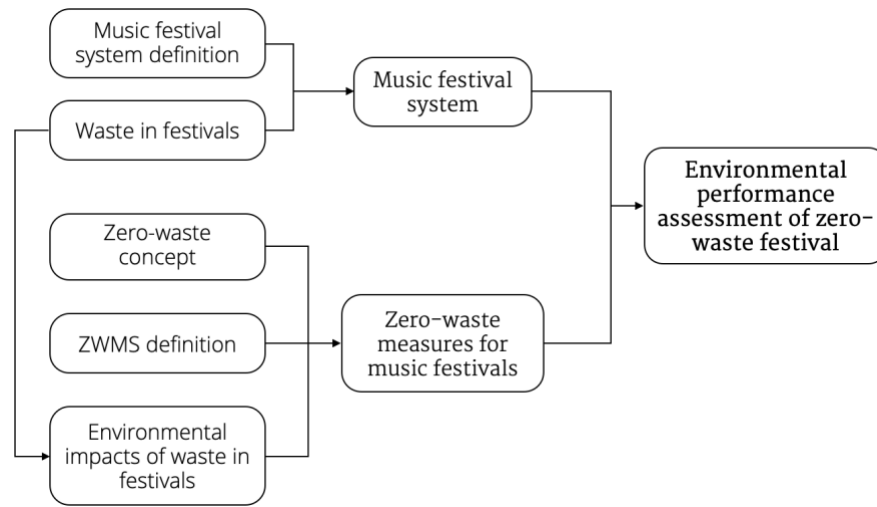 Music festival
system definition
Waste in festivals
Music festival
system
Environmental
performance
assessment of zero-
waste festival
Zero-waste
concept
ZWMS definition
Environmental
impacts of waste in
festivals
Zero-waste
measures for
music festivals